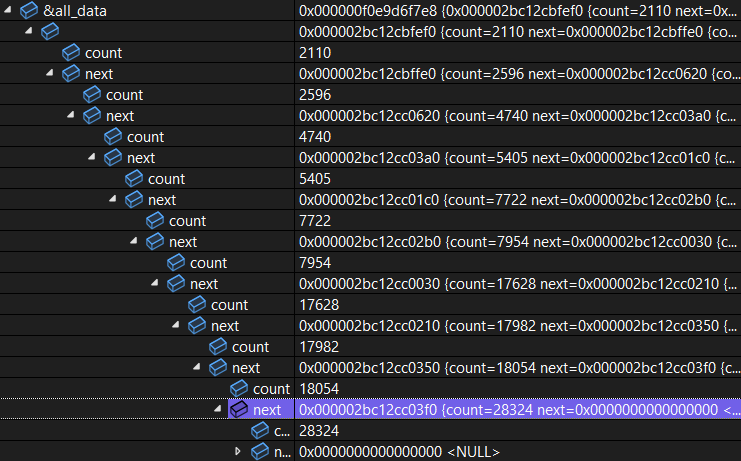 &all_data 0x000000f0e9d6f7e8 {0x000002bc12cbfef0 {count=2110 next=0x...
0x000002bc12cbfef0 {count=2110 next=0x000002bc12cbffe0 {co...
count 2110
next 0x000002bc12cbffe0 {count=2596 next=0x000002bc12cc0620 {co...
count 2596
next 0x000002bc12cc0620 {count=4740 next=0x000002bc12cc03a0 {c...
count 4740
next 0x000002bc12cc03a0 {count=5405 next=0x000002bc12cc01c0 {c...
count 5405
next 0x000002bc12cc01c0 {count=7722 next=0x000002bc12cc02b0 {c...
count 7722
next 0x000002bc12cc02b0 {count=7954 next=0x000002bc12cc0030 {c...
count 7954
next 0x000002bc12cc0030 {count=17628 next=0x000002bc12cc0210 {...
count 17628
next 0x000002bc12cc0210 {count=17982 next=0x000002bc12cc0350 {...
count 17982
next 0x000002bc12cc0350 {count=18054 next=0x000002bc12cc03f0 {...
count 18054
next 0x000002bc12cc03f0 {count=28324 next=0x0000000000000000 <...
c... 28324
n... 0x0000000000000000 <NULL>